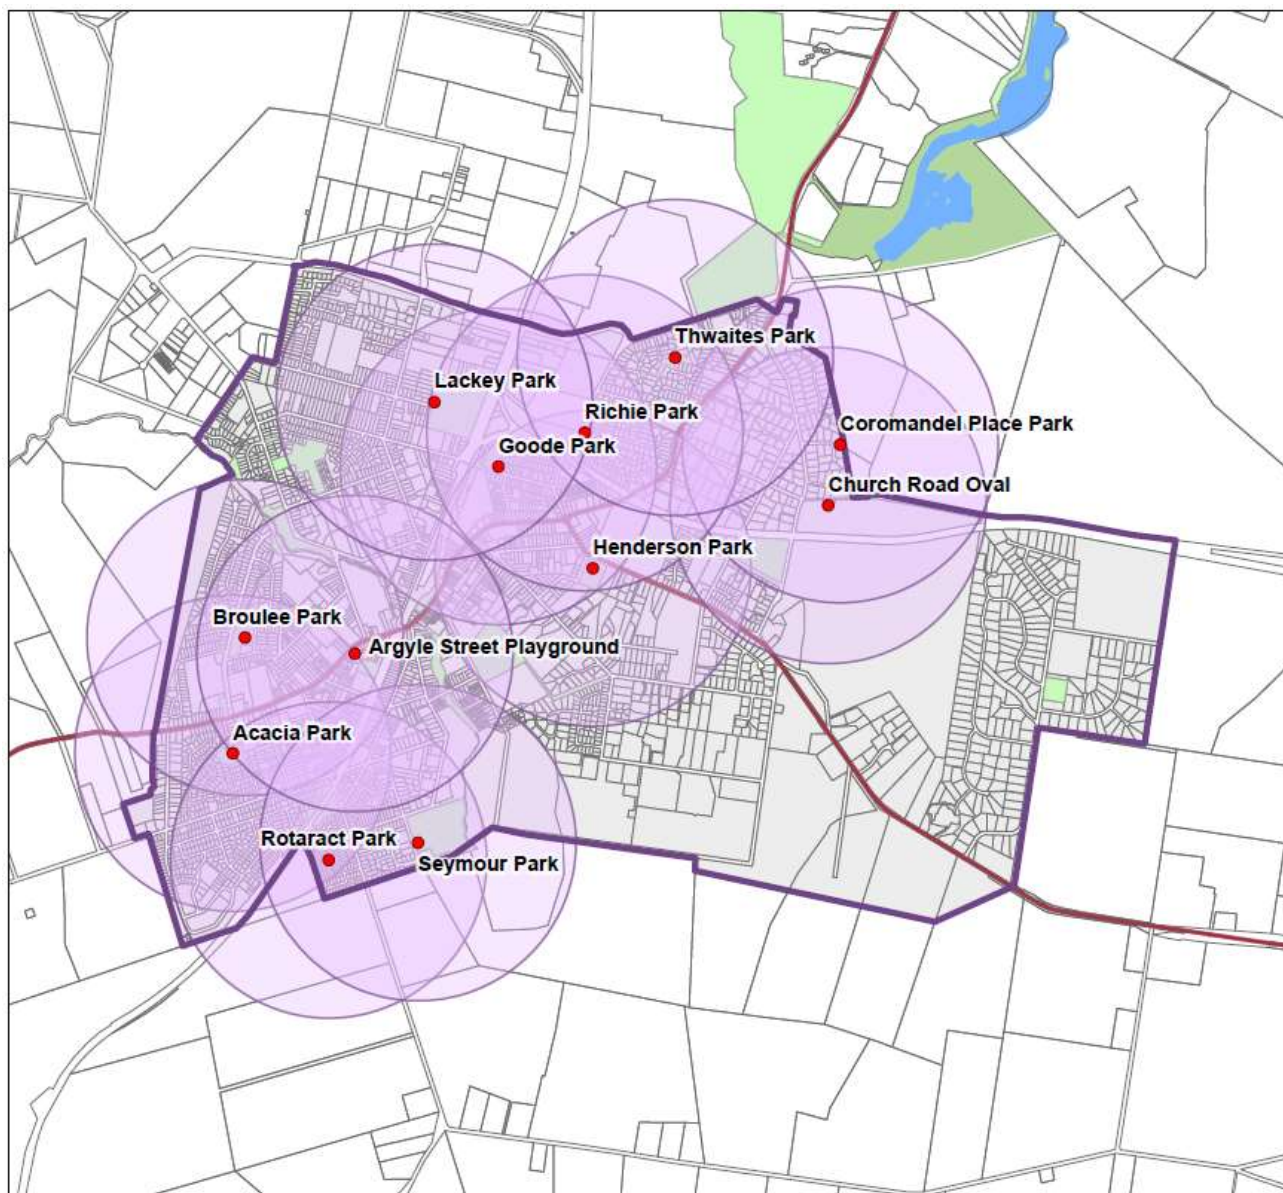 Thwaites Park
Lackey Park
Richie Park
Coromandel Place Park
Goode Park
Church Road Oval
Henderson Park
Broulee Park
Argyle Street Playground
Acacia Park
Rotaract Park
Seymour Park